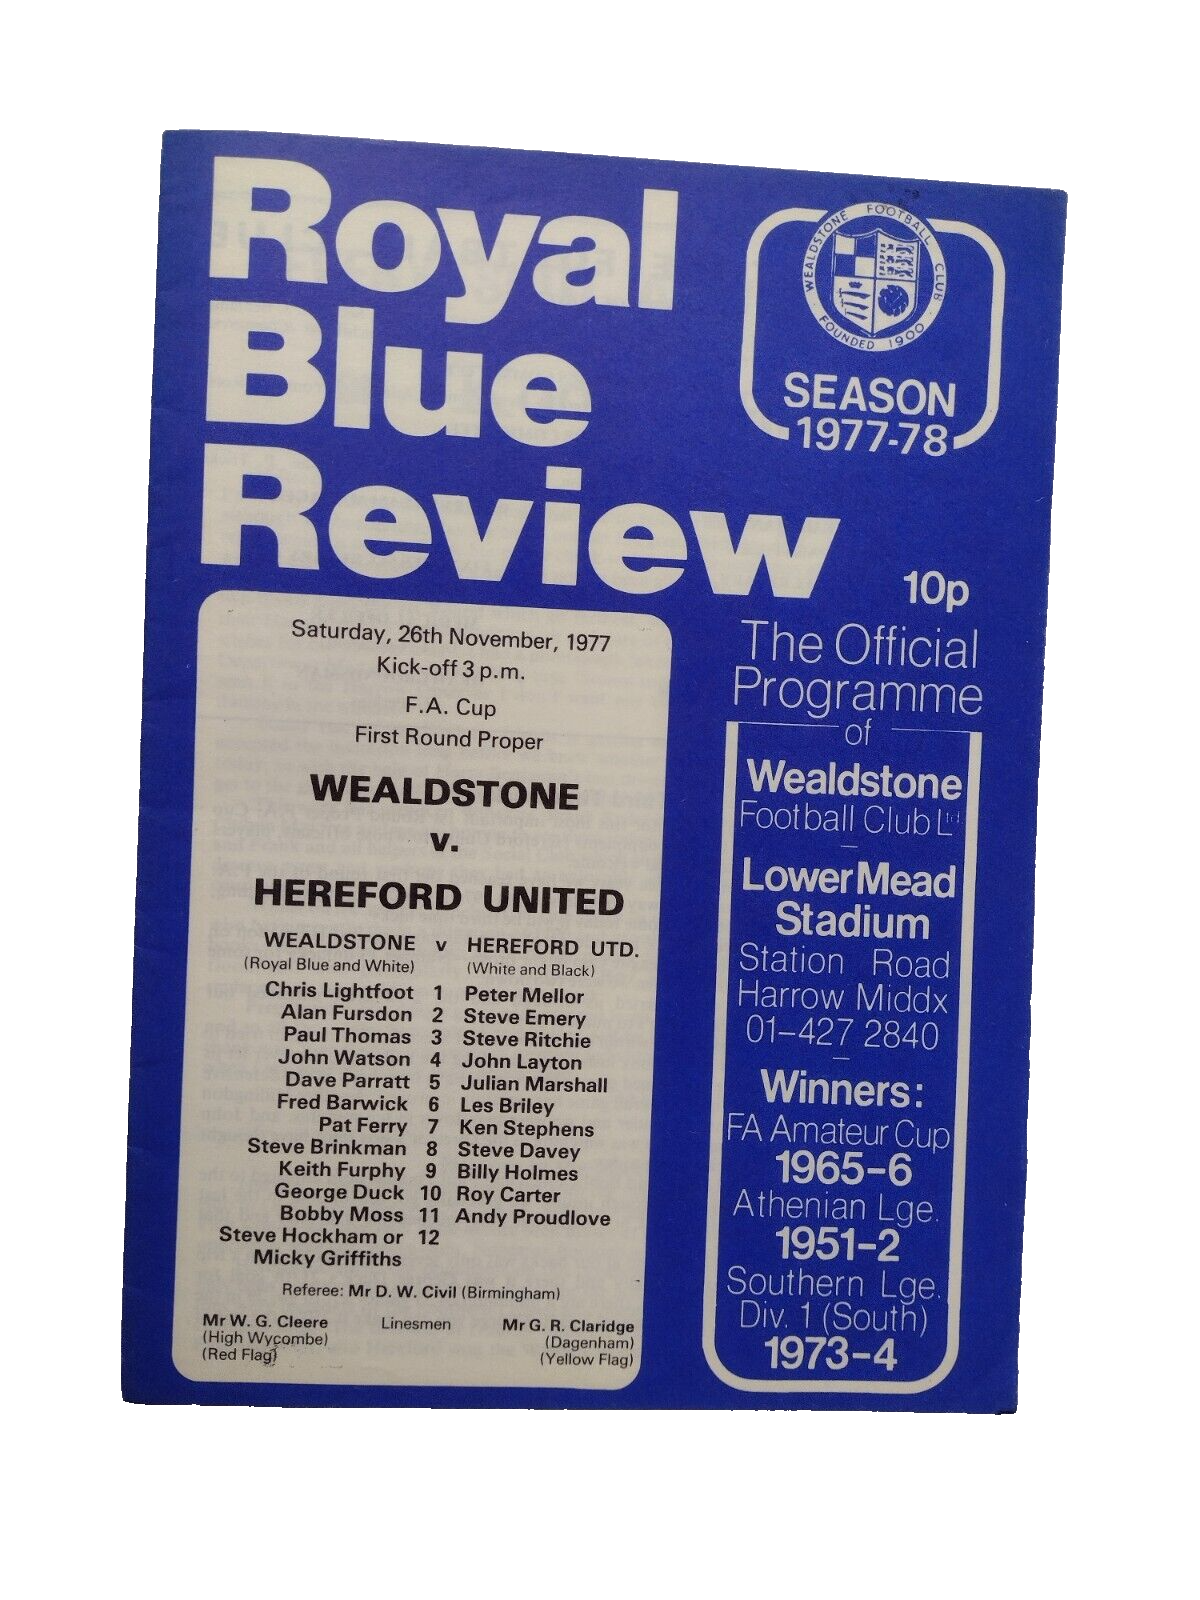 Royal
Blue
Review
WEALDSTONE FOOTBALL CLUB
FOUNDED 1900
SEASON
1977-78
10p
Saturday, 26th November, 1977
Kick-off 3 p.m.
F.A. Cup
First Round Proper
WEALDSTONE
v.
HEREFORD UNITED
WEALDSTONE v HEREFORD UTD.
(Royal Blue and White) (White and Black)
Chris Lightfoot 1 Peter Mellor
Alan Fursdon 2 Steve Emery
Paul Thomas 3 Steve Ritchie
John Watson 4 John Layton
Dave Parratt 5 Julian Marshall
Fred Barwick 6 Les Briley
Pat Ferry 7 Ken Stephens
Steve Brinkman 8 Steve Davey
Keith Furphy 9 Billy Holmes
George Duck 10 Roy Carter
Bobby Moss 11 Andy Proudlove
Steve Hockham or 12
Micky Griffiths
Referee: Mr D. W. Civil (Birmingham)
Mr W. G. Cleere Linesmen Mr G. R. Claridge
(High Wycombe) (Dagenham)
(Red Flag) (Yellow Flag)
The Official
Programme
of
Wealdstone
Football Club Ltd.
Lower Mead
Stadium
Station Road
Harrow Middx
01-427 2840
Winners:
FA Amateur Cup
1965-6
Athenian Lge.
1951-2
Southern Lge.
Div. 1 (South)
1973-4